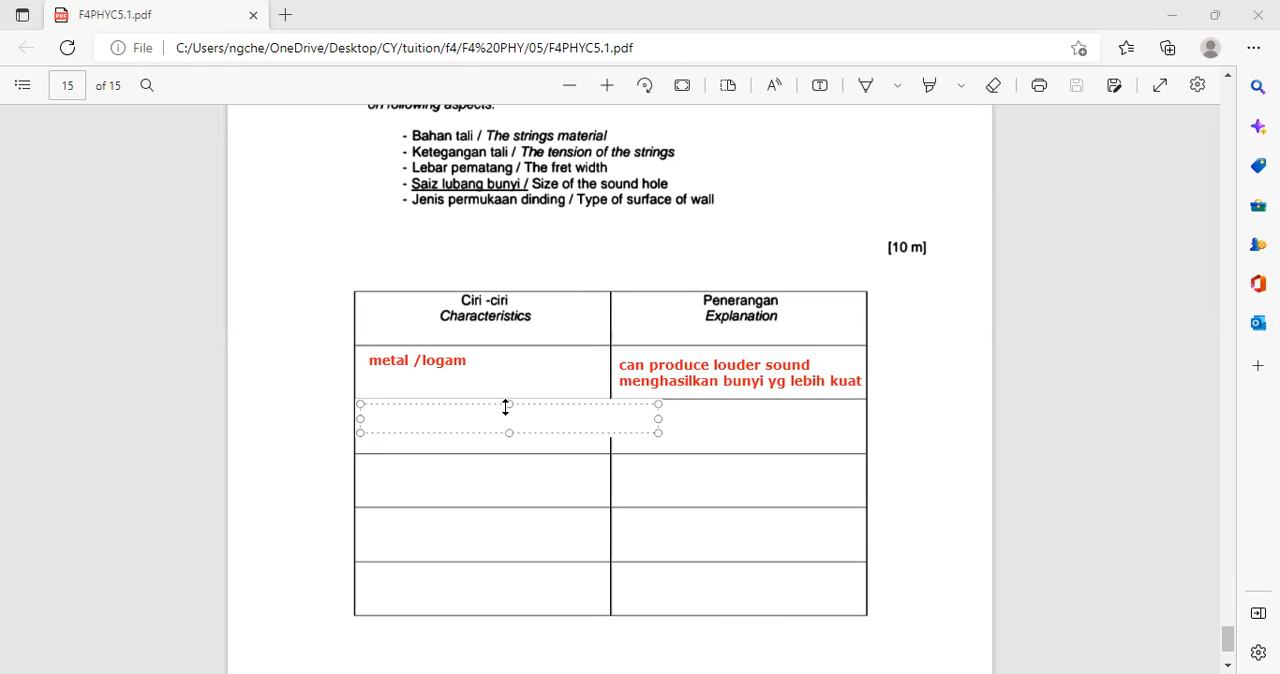 F4PHYC5.1.pdf
File
C:/Users/ngche/OneDrive/Desktop/CY/tuition/f4/F4%20PHY/05/F4PHYC5.1.pdf
15 of 15
on following aspects.
- Bahan tali / The strings material
- Ketegangan tali / The tension of the strings
- Lebar pematang / The fret width
- Saiz lubang bunyi / Size of the sound hole
- Jenis permukaan dinding / Type of surface of wall
[10 m]
Ciri -ciri
Characteristics
Penerangan
Explanation
metal /logam
can produce louder sound
menghasilkan bunyi yg lebih kuat